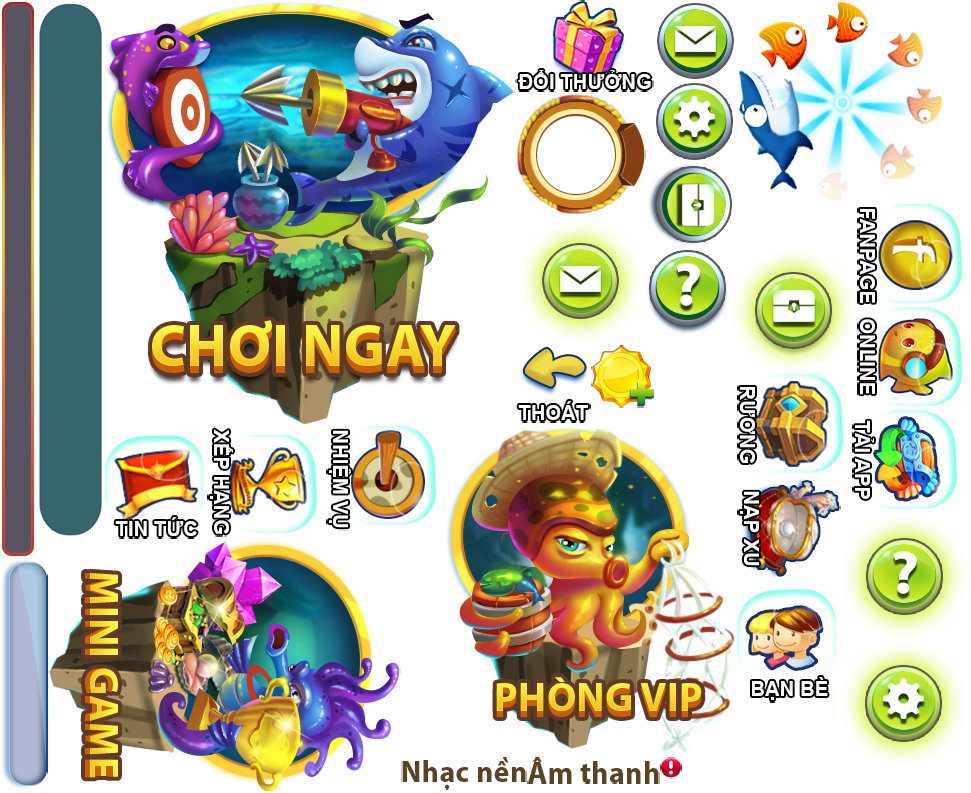 ĐỔI THƯỞNG
CHƠI NGAY
FANPAGE
ONLINE
THOÁT
RƯƠNG
TẢI APP
TIN TỨC
XẾP HẠNG
NHIỆM VỤ
NẠP XU
MINI GAME
PHÒNG VIP
BẠN BÈ
Nhạc nềnÂm thanh